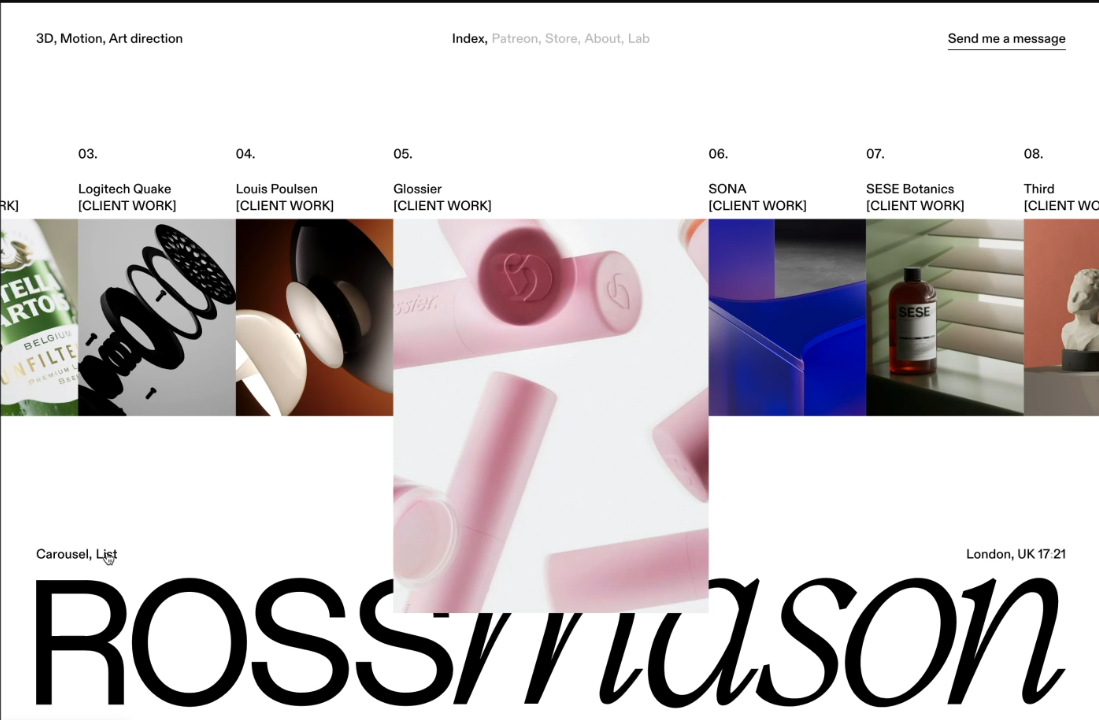 3D, Motion, Art direction
Index, Patreon, Store, About, Lab
Send me a message
03.
04.
05.
06.
07.
08.
Logitech Quake
Louis Poulsen
Glossier
SONA
SESE Botanics
Third
RK]
[CLIENT WORK]
[CLIENT WORK]
[CLIENT WORK]
[CLIENT WORK]
[CLIENT WORK]
[CLIENT WO
TELL
ARTOIS
BELGIUM
UNFILTE
PREMIUM L
BEE
ssier.
SESE
Carousel, List
London, UK 17:21
ROSSmason